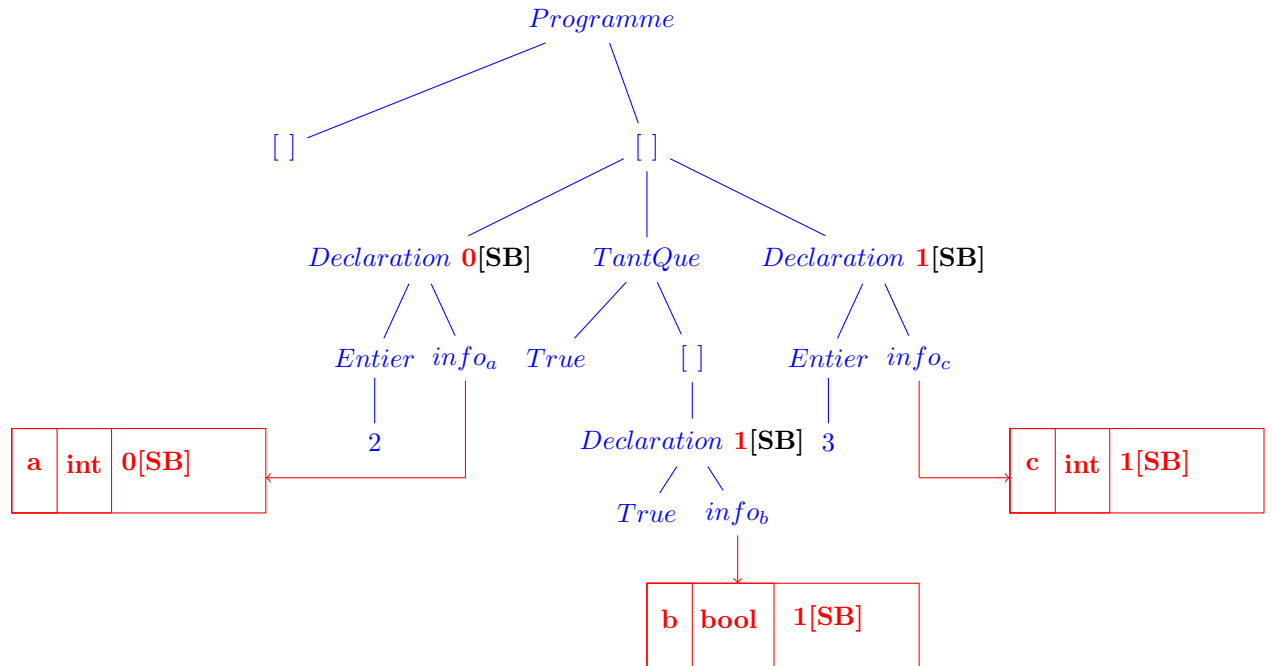 Programme
[ ] [ ]
Declaration 0[SB] TantQue Declaration 1[SB]
Entier info_a True [ ] Entier info_c
2 Declaration 1[SB] 3
a int 0[SB] c int 1[SB]
True info_b
b bool 1[SB]